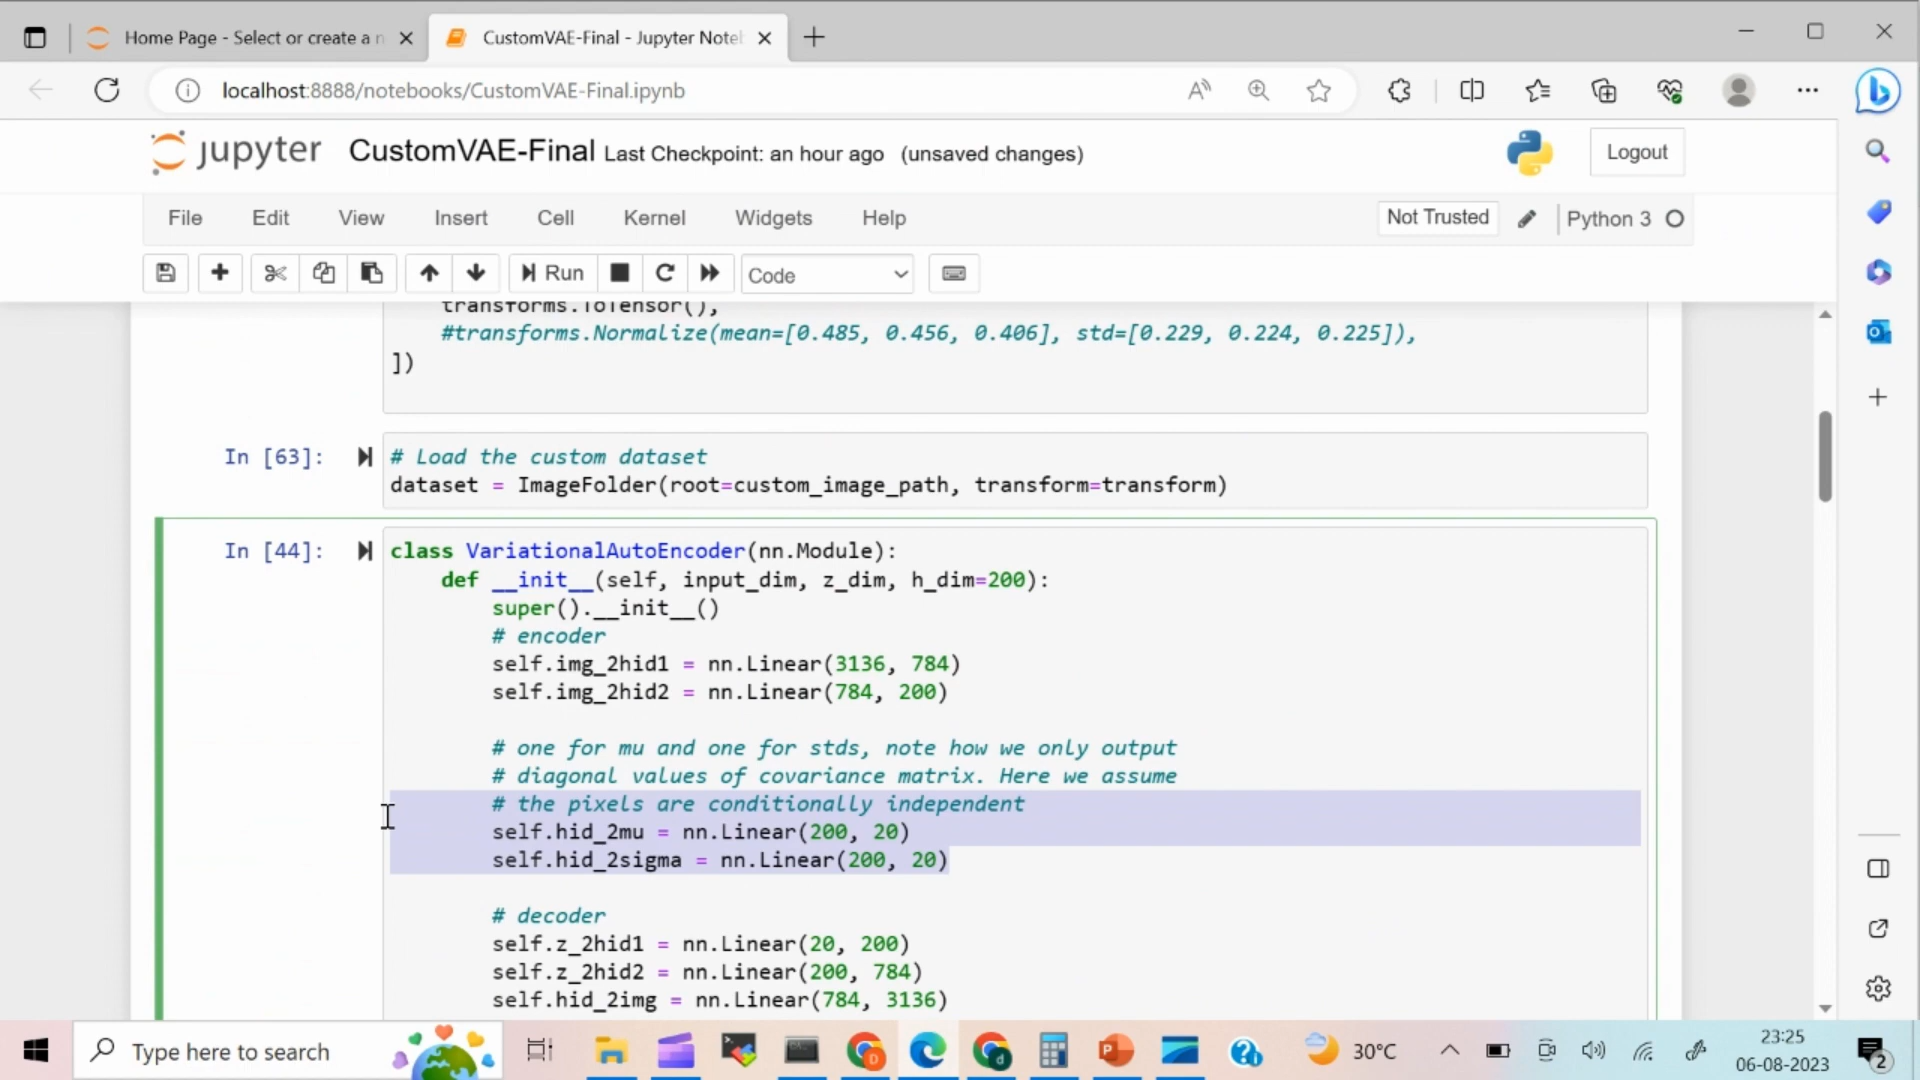 Home Page - Select or create a n
CustomVAE-Final - Jupyter Note
localhost:8888/notebooks/CustomVAE-Final.ipynb
jupyter CustomVAE-Final Last Checkpoint: an hour ago (unsaved changes)
Logout
File Edit View Insert Cell Kernel Widgets Help
Not Trusted
Python 3
Run
Code
transforms.ToTensor(),
#transforms.Normalize(mean=[0.485, 0.456, 0.406], std=[0.229, 0.224, 0.225]),
])
In [63]:
# Load the custom dataset
dataset = ImageFolder(root=custom_image_path, transform=transform)
In [44]:
class VariationalAutoEncoder(nn.Module):
def __init__(self, input_dim, z_dim, h_dim=200):
super().__init__()
# encoder
self.img_2hid1 = nn.Linear(3136, 784)
self.img_2hid2 = nn.Linear(784, 200)
# one for mu and one for stds, note how we only output
# diagonal values of covariance matrix. Here we assume
# the pixels are conditionally independent
self.hid_2mu = nn.Linear(200, 20)
self.hid_2sigma = nn.Linear(200, 20)
# decoder
self.z_2hid1 = nn.Linear(20, 200)
self.z_2hid2 = nn.Linear(200, 784)
self.hid_2img = nn.Linear(784, 3136)
Type here to search
30°C
23:25
06-08-2023
2